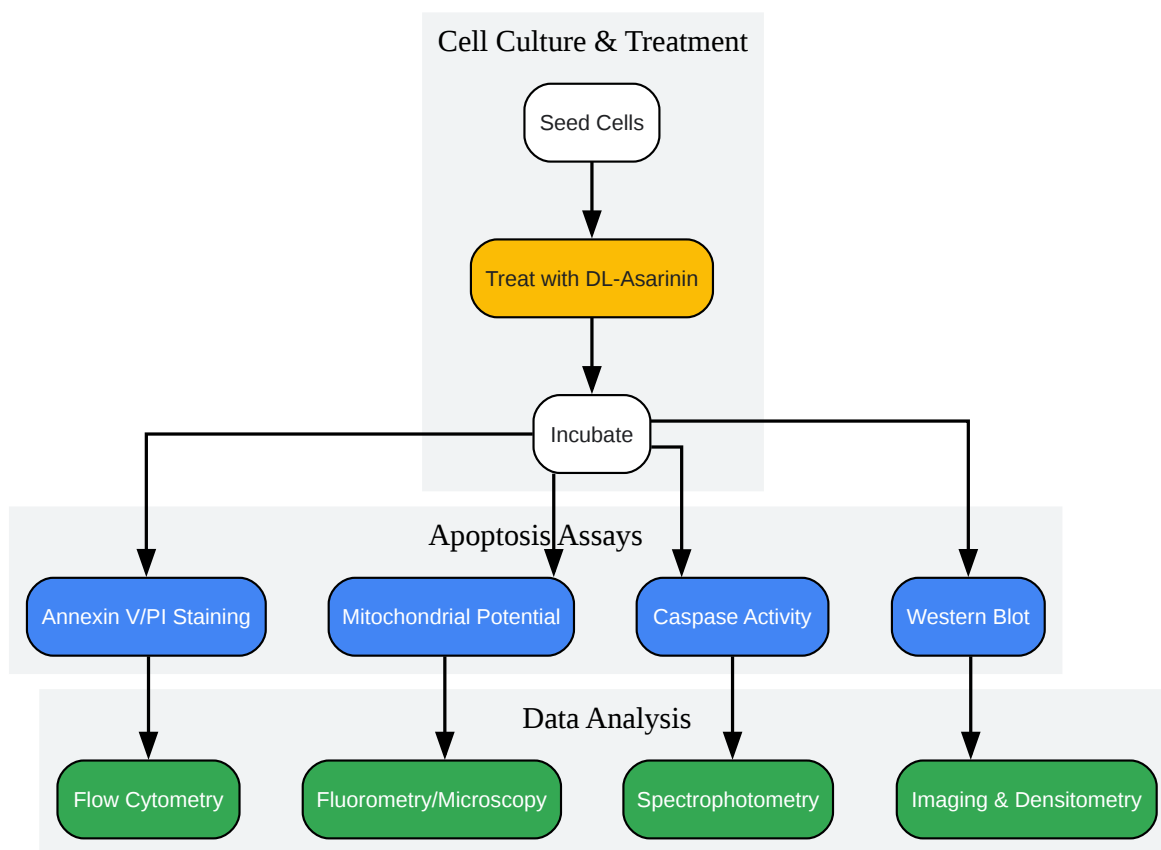 Cell Culture & Treatment
Seed Cells
Treat with DL-Asarinin
Incubate
Apoptosis Assays
Annexin V/PI Staining
Mitochondrial Potential
Caspase Activity
Western Blot
Data Analysis
Flow Cytometry
Fluorometry/Microscopy
Spectrophotometry
Imaging & Densitometry